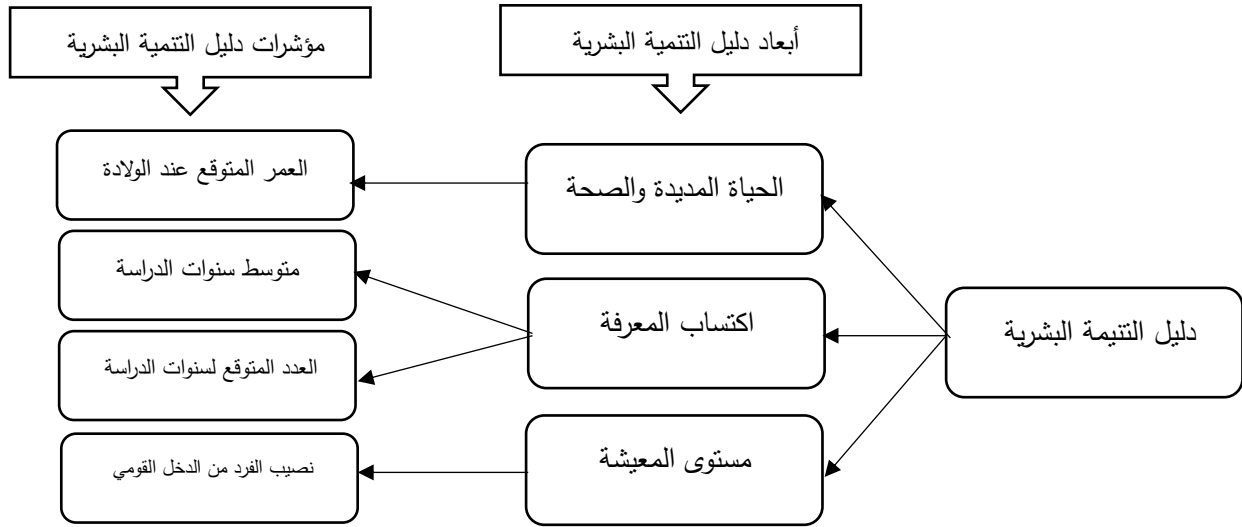 أبعاد دليل التنمية البشرية
مؤشرات دليل التنمية البشرية
دليل التنيمة البشرية
الحياة المديدة والصحة
اكتساب المعرفة
مستوى المعيشة
العمر المتوقع عند الولادة
متوسط سنوات الدراسة
العدد المتوقع لسنوات الدراسة
نصيب الفرد من الدخل القومي